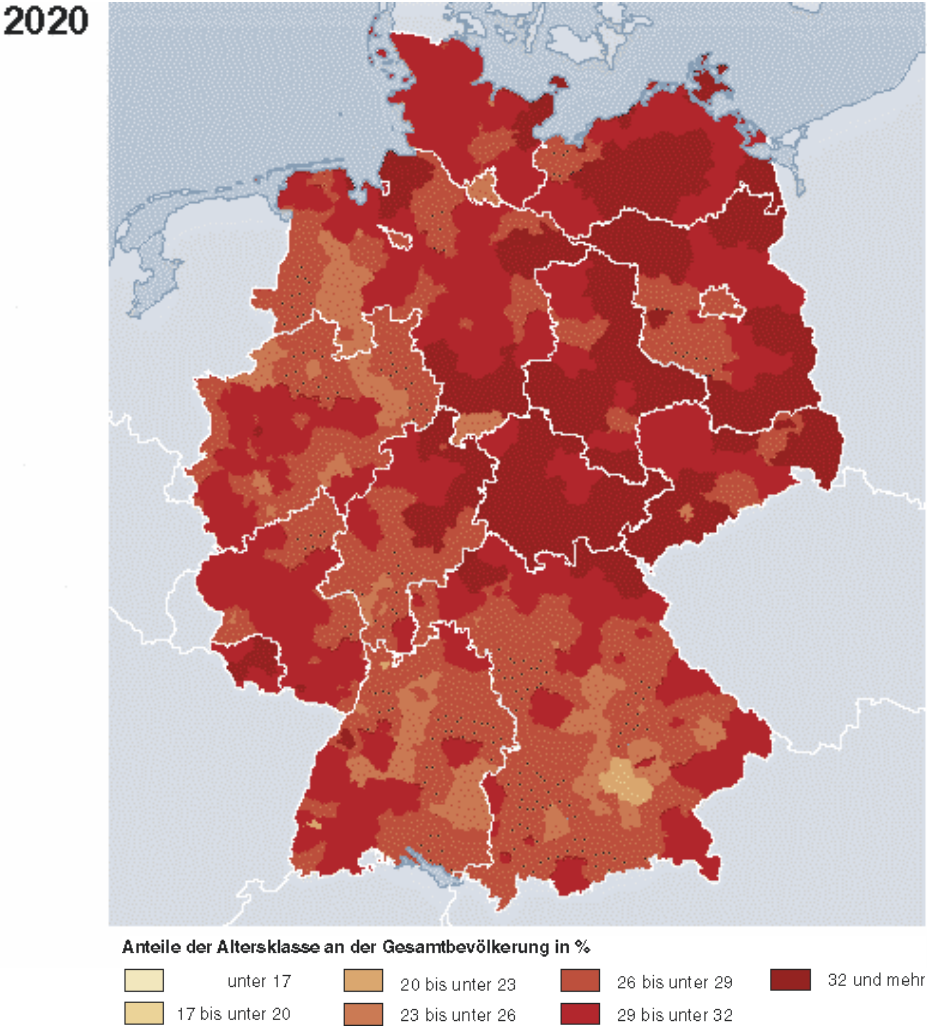 2020
Anteile der Altersklasse an der Gesamtbevölkerung in %
unter 17
20 bis unter 23
26 bis unter 29
32 und mehr
17 bis unter 20
23 bis unter 26
29 bis unter 32